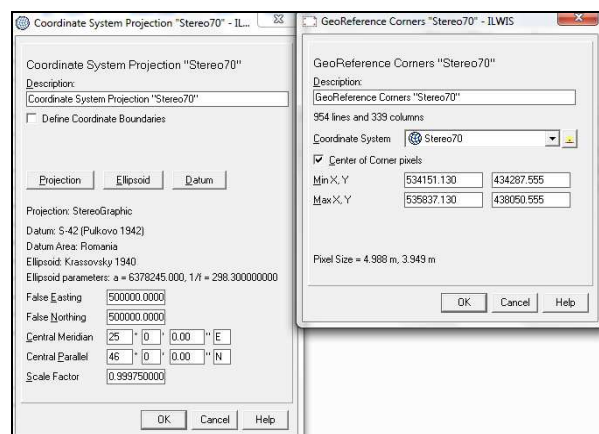 Coordinate System Projection "Stereo70" - IL...
Coordinate System Projection "Stereo70"
Description:
Coordinate System Projection "Stereo70"
Define Coordinate Boundaries
Projection Ellipsoid Datum
Projection: StereoGraphic
Datum: S-42 (Pulkovo 1942)
Datum Area: Romania
Ellipsoid: Krassovsky 1940
Ellipsoid parameters: a = 6378245.000, 1/f = 298.300000000
False Easting 500000.0000
False Northing 500000.0000
Central Meridian 25 ° 0 ' 0.00 " E
Central Parallel 46 ° 0 ' 0.00 " N
Scale Factor 0.999750000
OK Cancel Help
GeoReference Corners "Stereo70" - ILWIS
GeoReference Corners "Stereo70"
Description:
GeoReference Corners "Stereo70"
954 lines and 339 columns
Coordinate System Stereo70
Center of Corner pixels
Min X, Y 534151.130 434287.555
Max X, Y 535837.130 438050.555
Pixel Size = 4.988 m, 3.949 m
OK Cancel Help